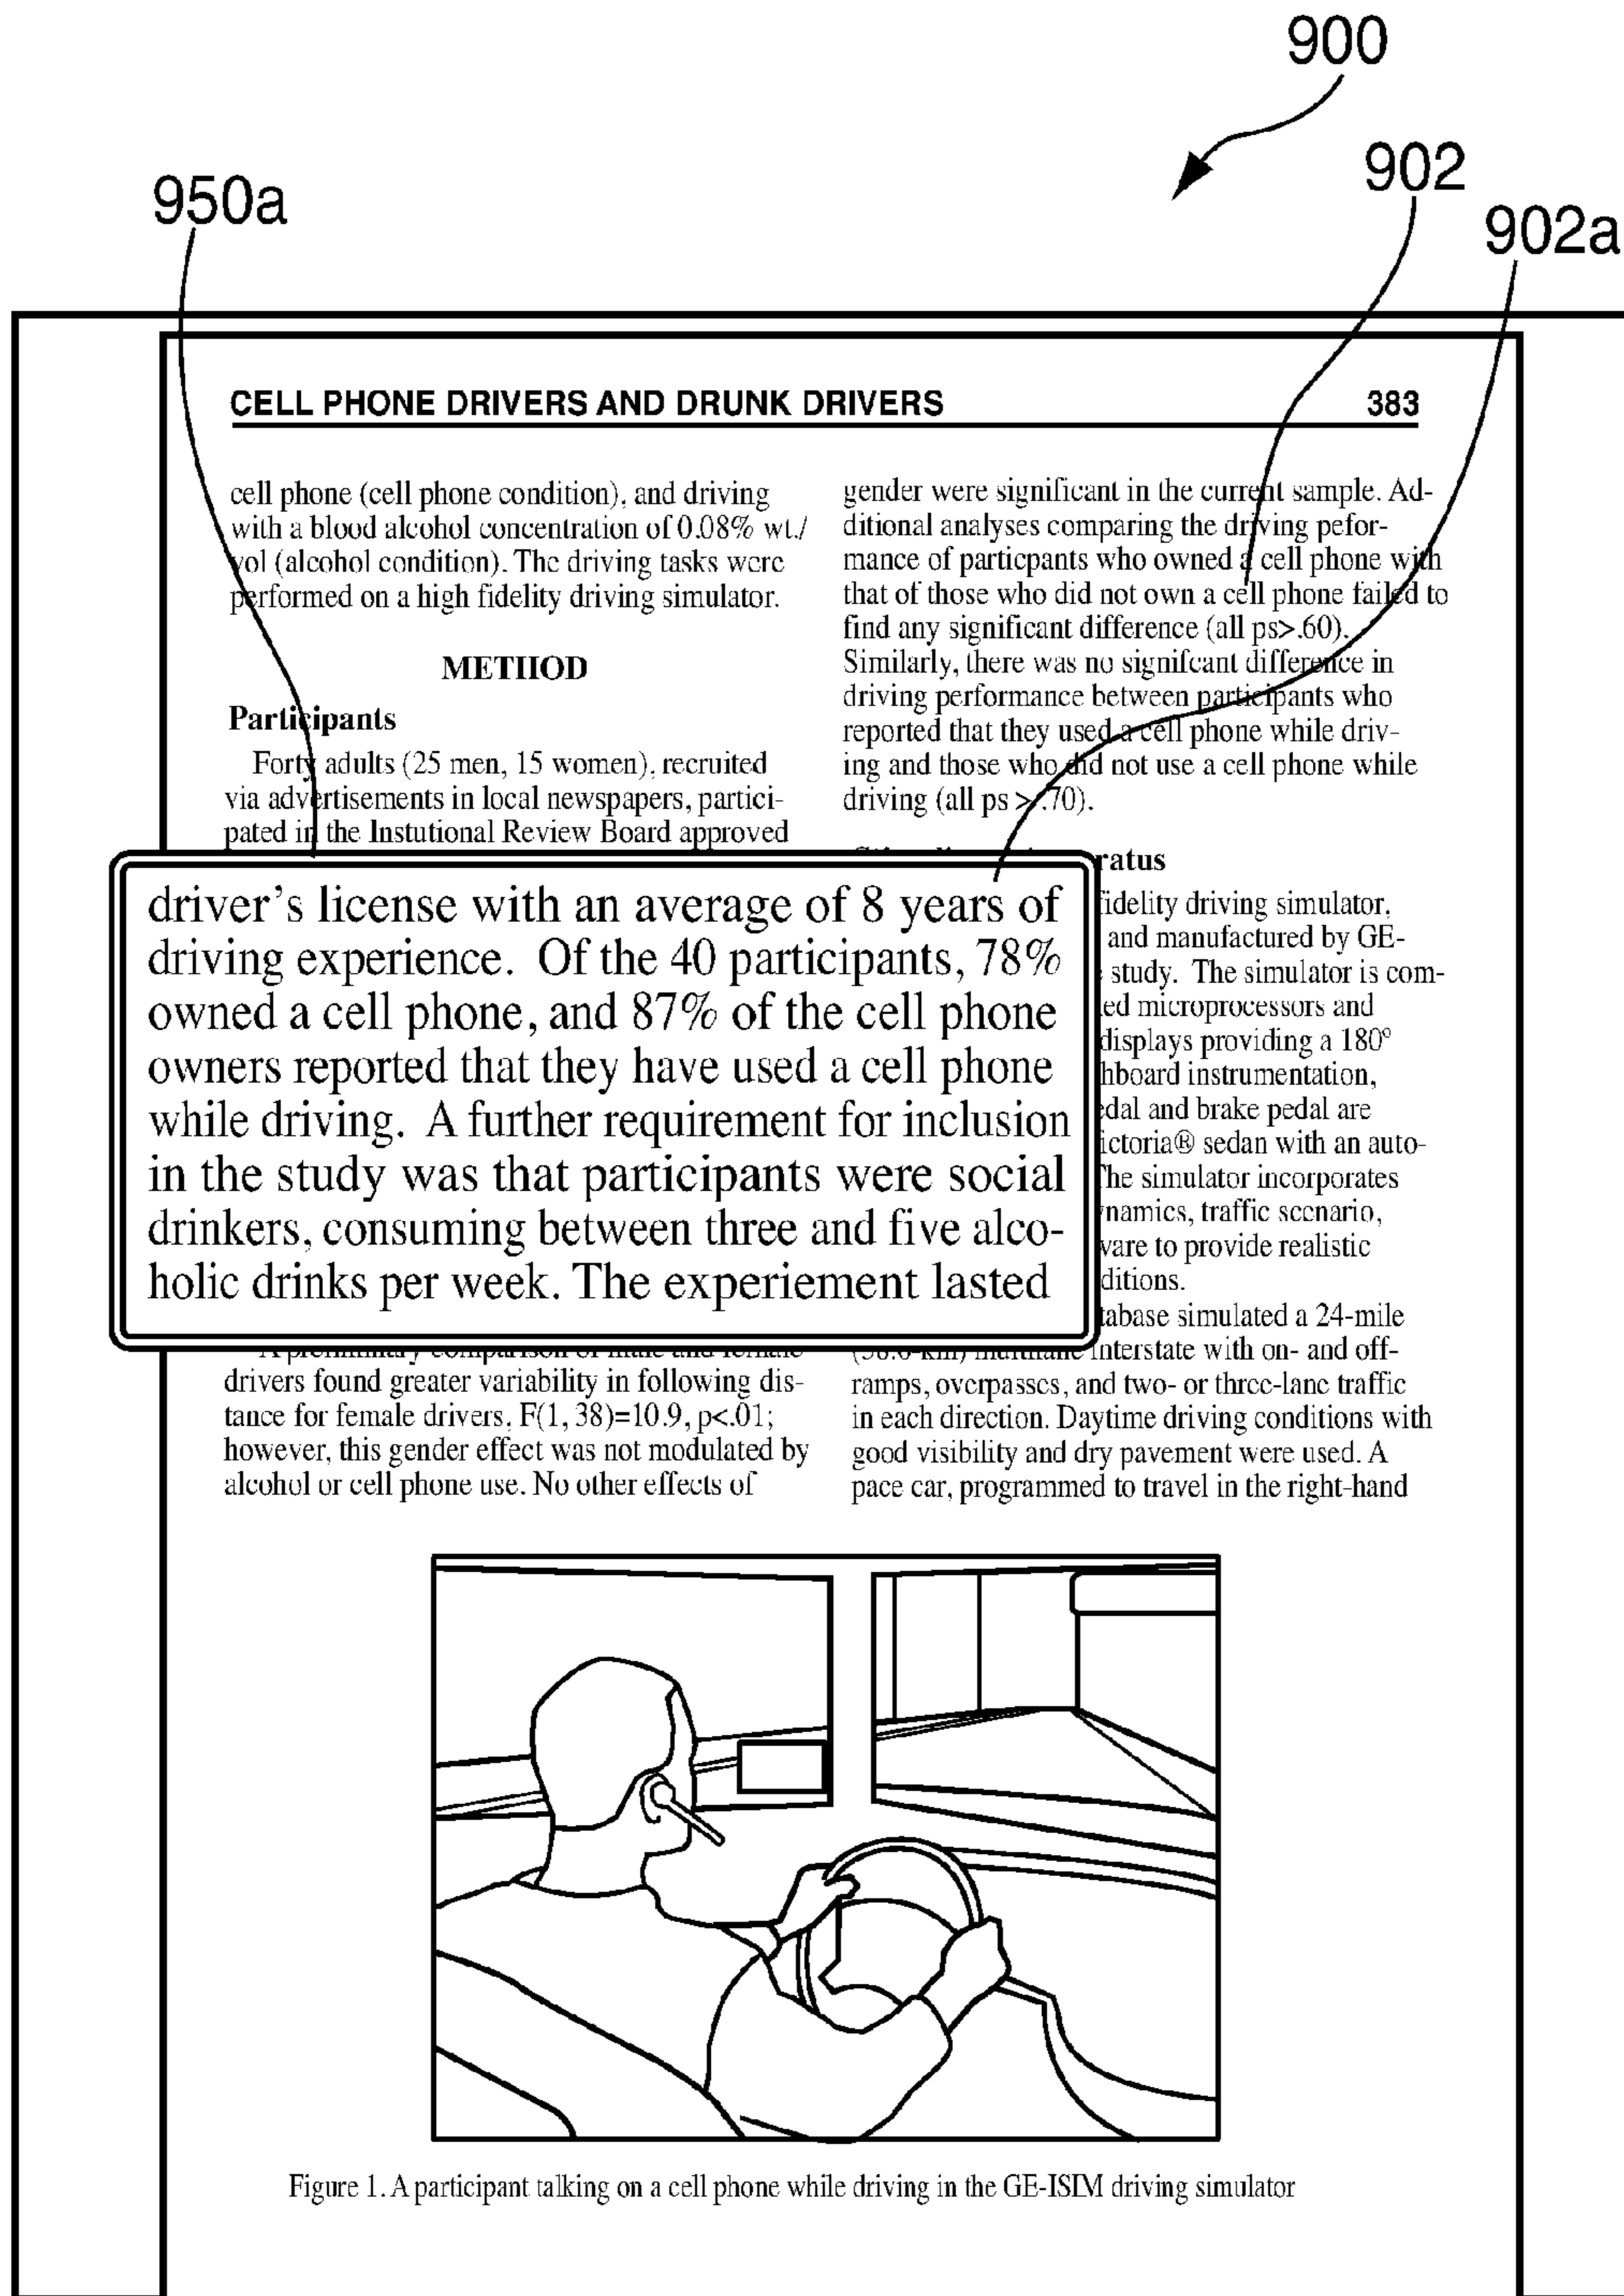 900
902
950a
902a
CELL PHONE DRIVERS AND DRUNK DRIVERS 383
cell phone (cell phone condition), and driving
with a blood alcohol concentration of 0.08% wt./
vol (alcohol condition). The driving tasks were
performed on a high fidelity driving simulator.
METIIOD
Participants
Forty adults (25 men, 15 women), recruited
via advertisements in local newspapers, partici-
pated in the Instutional Review Board approved
driver's license with an average of 8 years of
driving experience. Of the 40 participants, 78%
owned a cell phone, and 87% of the cell phone
owners reported that they have used a cell phone
while driving. A further requirement for inclusion
in the study was that participants were social
drinkers, consuming between three and five alco-
holic drinks per week. The experiement lasted
A preliminary comparison of male and female
drivers found greater variability in following dis-
tance for female drivers, F(1, 38)=10.9, p<.01;
however, this gender effect was not modulated by
alcohol or cell phone use. No other effects of
gender were significant in the current sample. Ad-
ditional analyses comparing the driving pefor-
mance of particpants who owned a cell phone with
that of those who did not own a cell phone failed to
find any significant difference (all ps>.60).
Similarly, there was no signifcant difference in
driving performance between participants who
reported that they used a cell phone while driv-
ing and those who did not use a cell phone while
driving (all ps > .70).
ratus
fidelity driving simulator,
and manufactured by GE-
study. The simulator is com-
ed microprocessors and
displays providing a 180º
hboard instrumentation,
edal and brake pedal are
ictoria® sedan with an auto-
he simulator incorporates
namics, traffic scenario,
ware to provide realistic
ditions.
tabase simulated a 24-mile
interstate with on- and off-
ramps, overpasses, and two- or three-lane traffic
in each direction. Daytime driving conditions with
good visibility and dry pavement were used. A
pace car, programmed to travel in the right-hand
Figure 1. A participant talking on a cell phone while driving in the GE-ISIM driving simulator